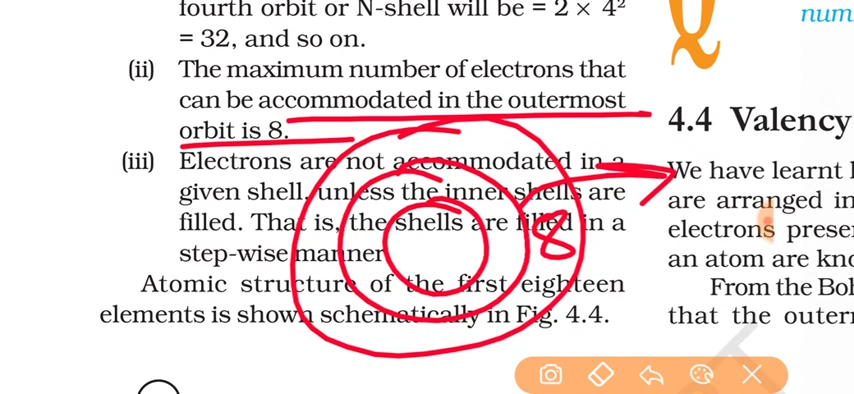 fourth orbit or N-shell will be = 2 × 4²
= 32, and so on.
(ii) The maximum number of electrons that
can be accommodated in the outermost
orbit is 8.
(iii) Electrons are not accommodated in a
given shell, unless the inner shells are
filled. That is, the shells are filled in a
step-wise manner
Atomic structure of the first eighteen
elements is shown schematically in Fig. 4.4.
8
Q
num
4.4 Valency
We have learnt
are arranged in
electrons prese
an atom are kno
From the Bo
that the outer